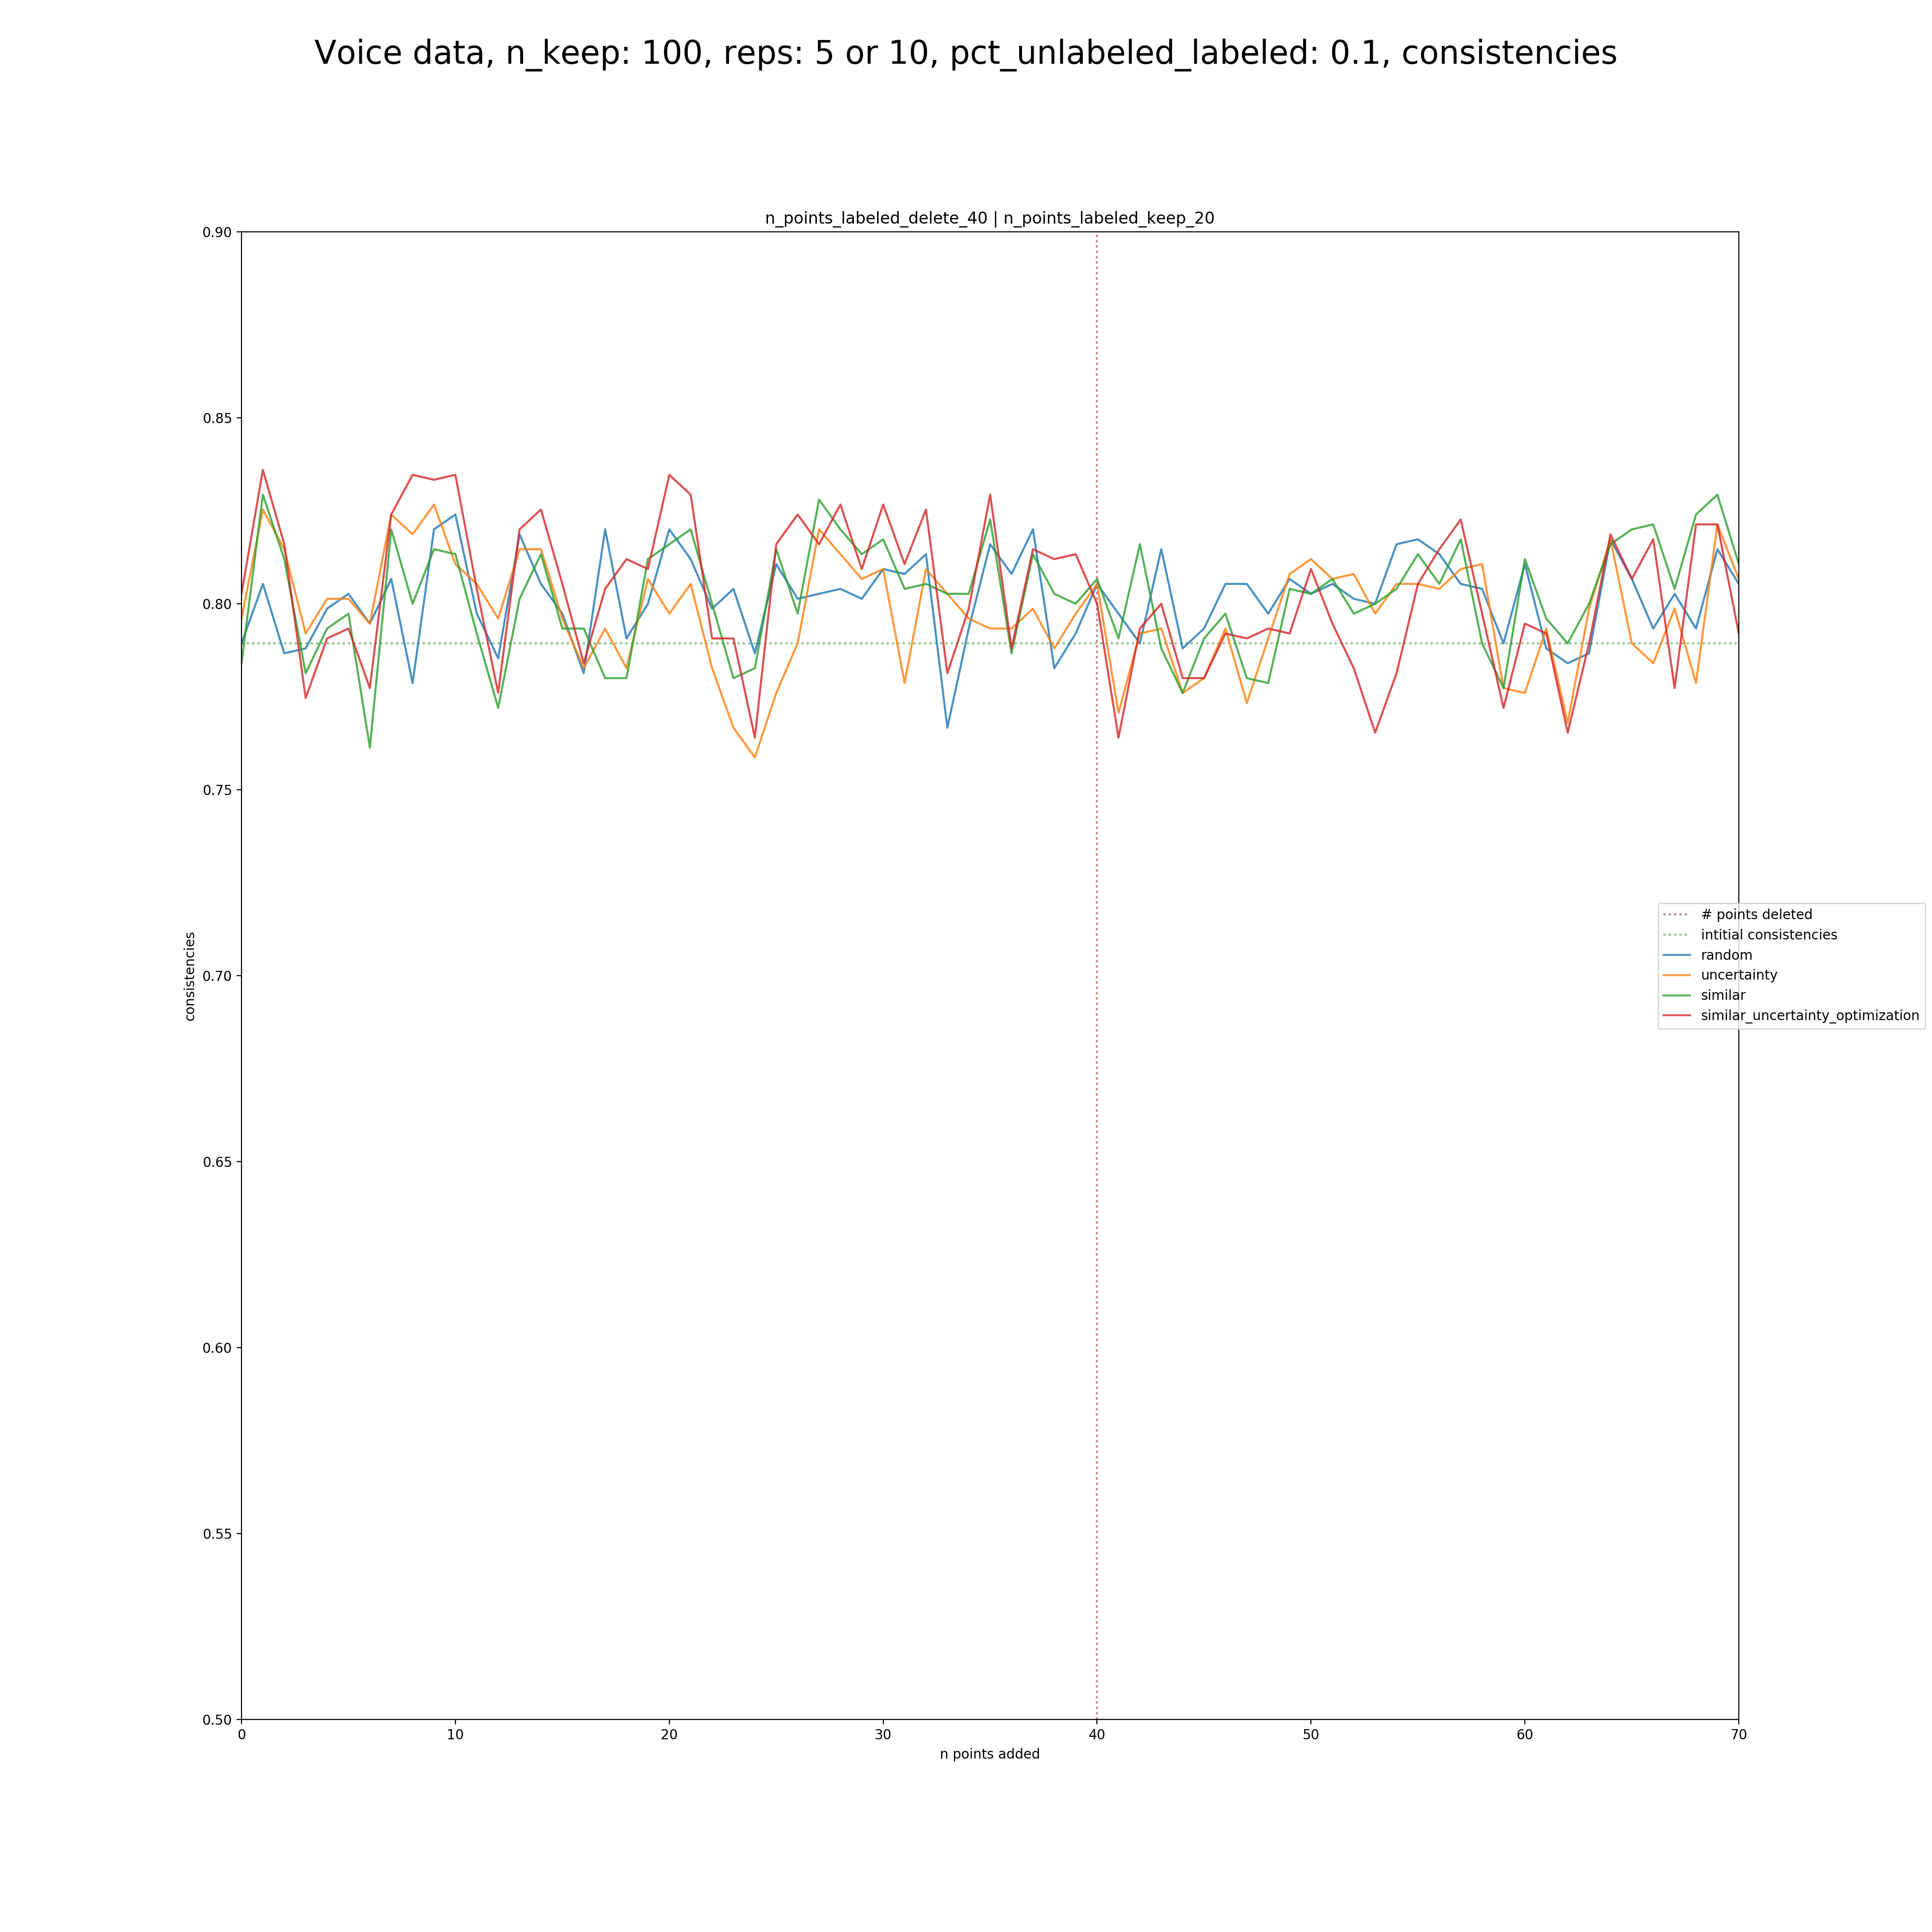 Voice data, n_keep: 100, reps: 5 or 10, pct_unlabeled_labeled: 0.1, consistencies
n_points_labeled_delete_40 | n_points_labeled_keep_20
0.90
0.85
0.80
0.75
0.70
0.65
0.60
0.55
0.50
consistencies
# points deleted
intitial consistencies
random
uncertainty
similar
similar_uncertainty_optimization
0 10 20 30 40 50 60 70
n points added